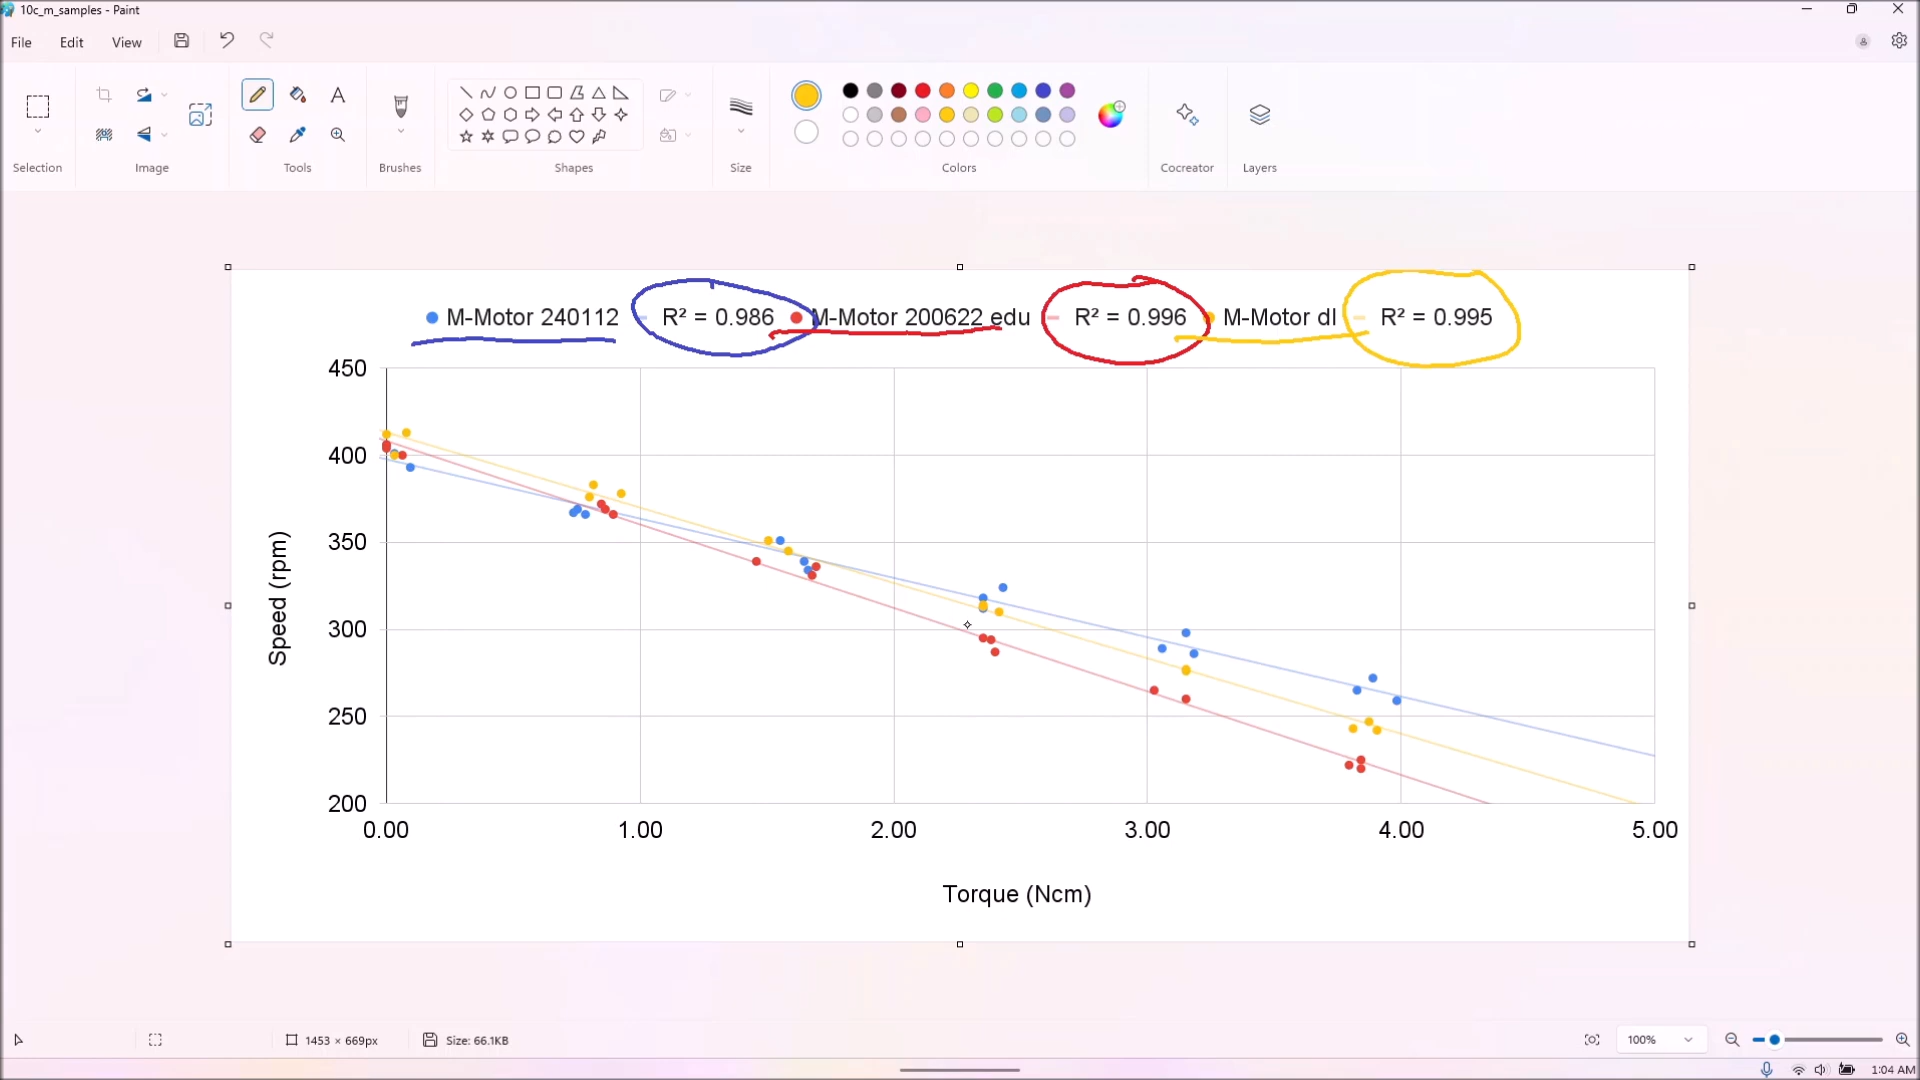 10c_m_samples - Paint
File Edit View
Selection Image Tools Brushes Shapes Size Colors Cocreator Layers
M-Motor 240112 R² = 0.986 M-Motor 200622 edu R² = 0.996 M-Motor dl R² = 0.995
450
400
350
300
250
200
Speed (rpm)
0.00 1.00 2.00 3.00 4.00 5.00
Torque (Ncm)
1453 × 669px Size: 66.1KB 100%
1:04 AM